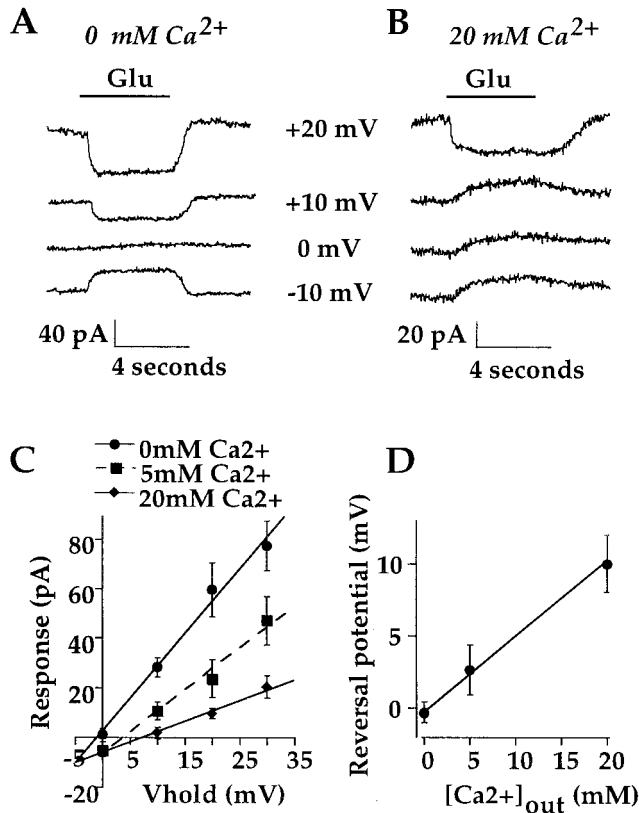 A
0 mM Ca2+
B
20 mM Ca2+
Glu
Glu
+20 mV
+10 mV
0 mV
-10 mV
40 pA
4 seconds
20 pA
4 seconds
C
0mM Ca2+
5mM Ca2+
20mM Ca2+
Response (pA)
80
60
40
20
-20
-5
5
15
25
35
Vhold (mV)
D
Reversal potential (mV)
10
5
0
0
5
10
15
20
[Ca2+]out (mM)